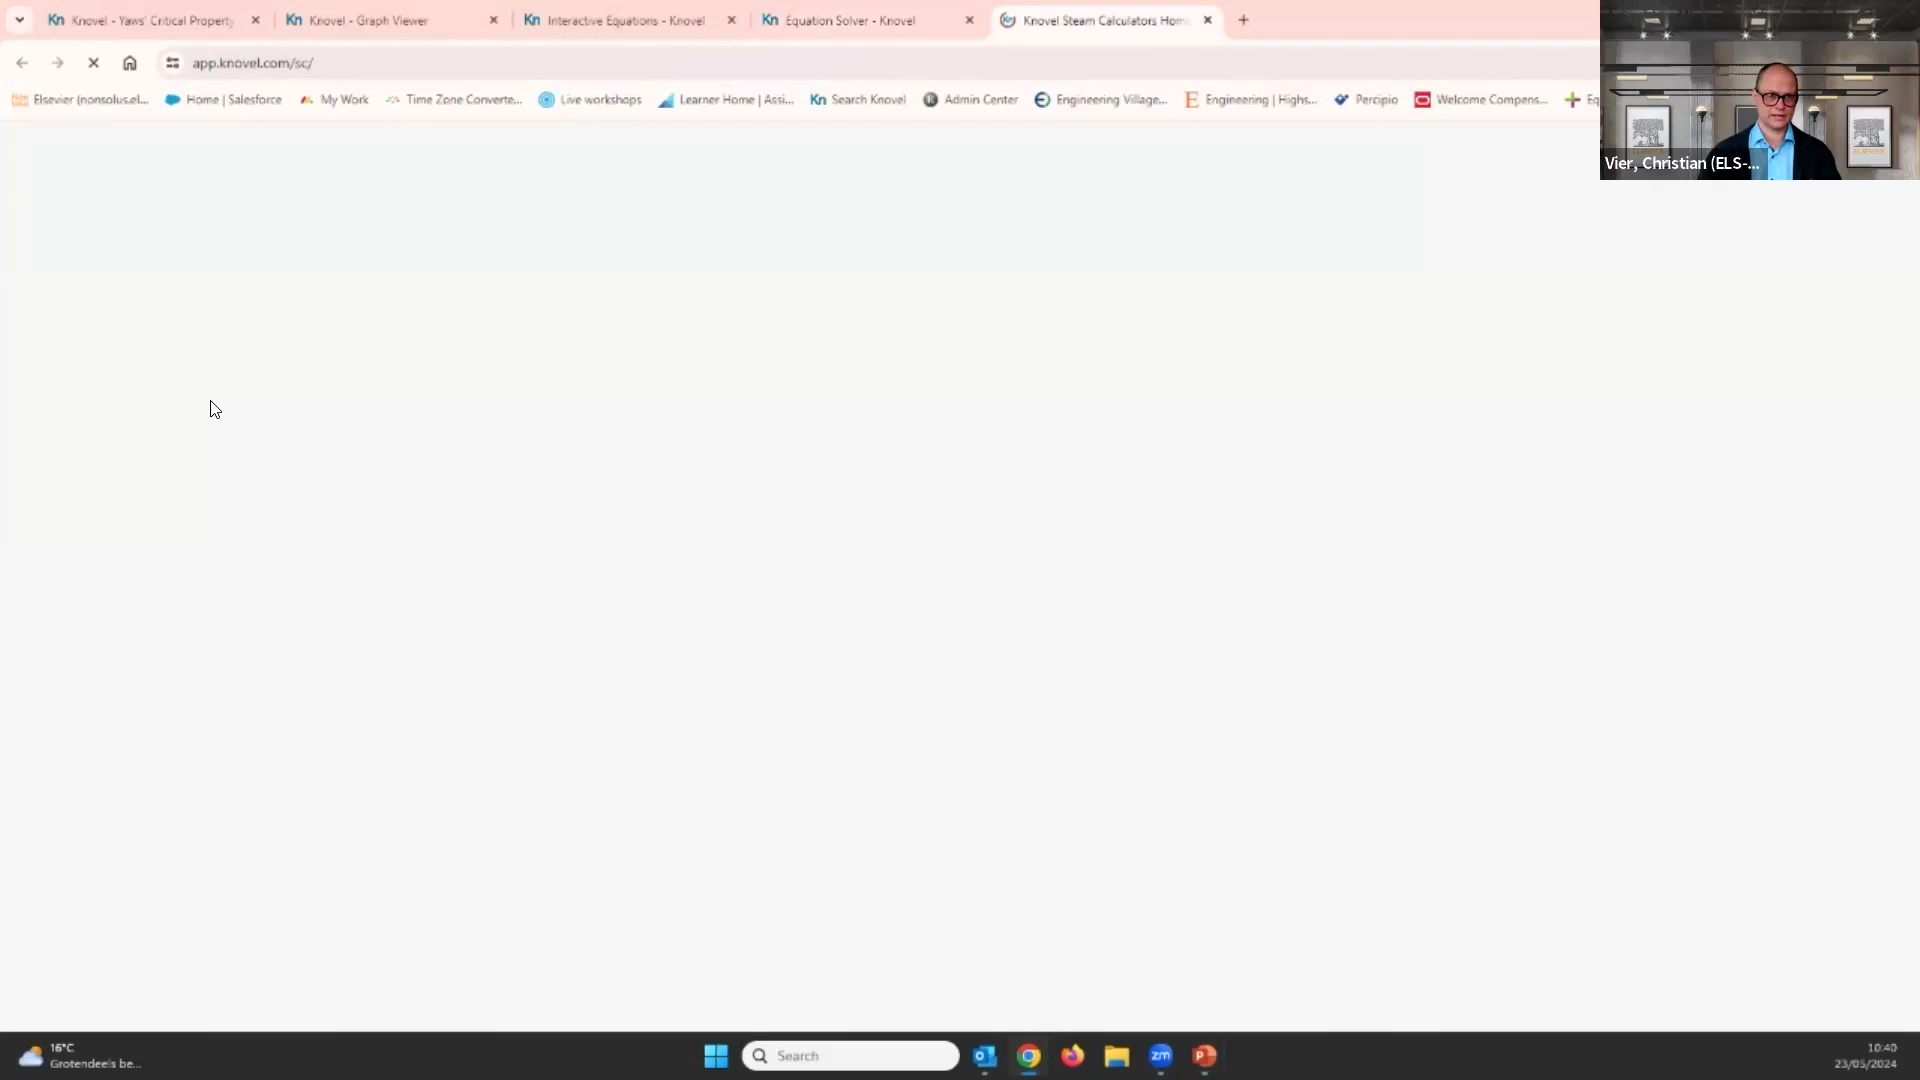 Kn Knovel - Yaws' Critical Property
Kn Knovel - Graph Viewer
Kn Interactive Equations - Knovel
Kn Equation Solver - Knovel
Knovel Steam Calculators Hom
app.knovel.com/sc/
Elsevier (nonsolus.el...
Home | Salesforce
My Work
Time Zone Converte...
Live workshops
Learner Home | Assi...
Kn Search Knovel
Admin Center
Engineering Village...
Engineering | Highs...
Percipio
Welcome Compens...
Eq
ELSEVIER
Vier, Christian (ELS-...
16°C
Grotendeels be...
Search
zm
10:40
23/05/2024